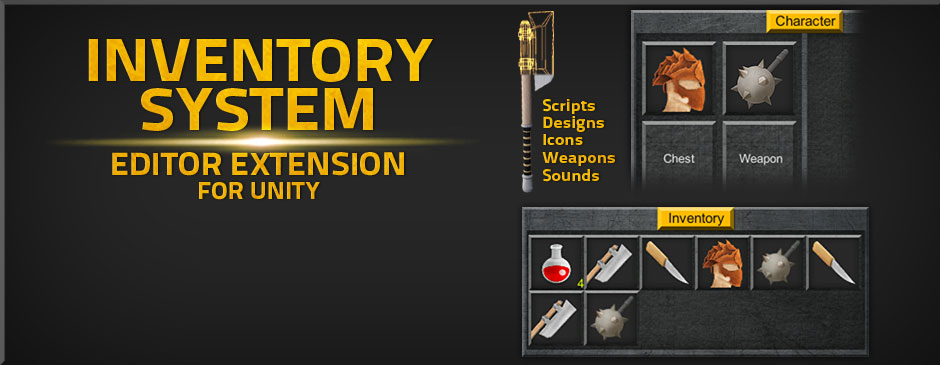 INVENTORY
SYSTEM
EDITOR EXTENSION
FOR UNITY
Scripts
Designs
Icons
Weapons
Sounds
Character
Chest
Weapon
Inventory
4